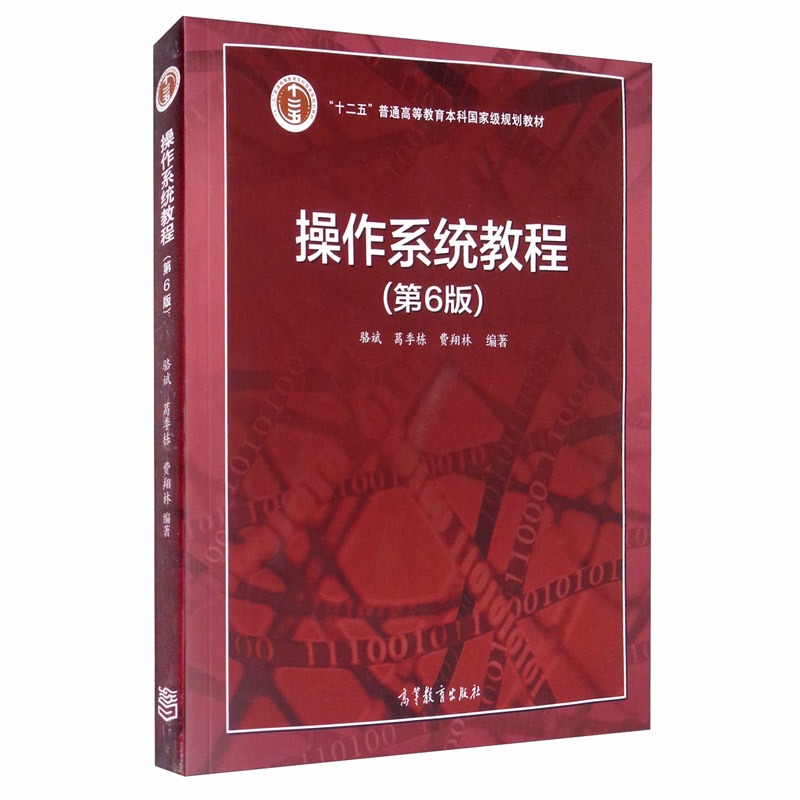 “十二五”普通高等教育本科国家级规划教材
操作系统教程
(第6版)
骆斌 葛季栋 费翔林 编著
高等教育出版社
操作系统教程
(第6版)
骆斌 葛季栋 费翔林 编著